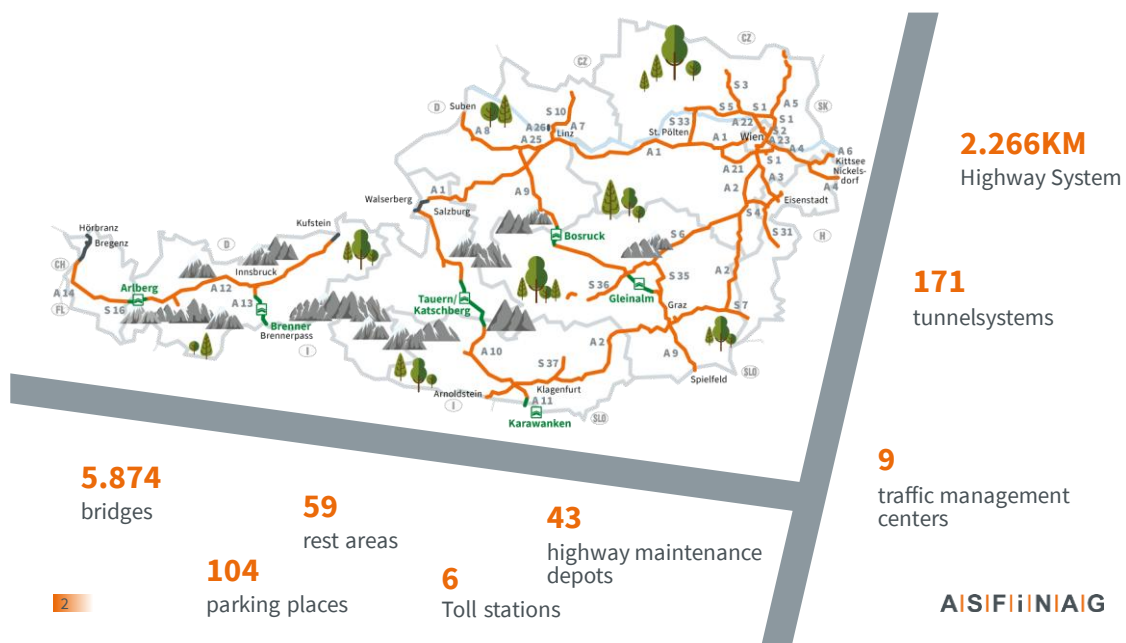 CZ
CZ
S 3
D
Suben
S 10
S 5
S 1
A 5
SK
A 26
A 7
S 33
A 22
S 1
A 8
Linz
St. Pölten
A 1
Wien
S 2
A 23
A 25
A 1
A 4
A 6
S 1
Kittsee
Nickels-
dorf
A 21
A 3
A 4
A 1
A 9
A 2
Walserberg
Salzburg
Eisenstadt
S 4
Kufstein
Hörbranz
Bregenz
D
Bosruck
S 6
S 31
H
CH
Innsbruck
Arlberg
A 12
A 13
A 14
S 16
FL
Tauern/
Katschberg
S 36
Gleinalm
S 35
A 2
Graz
S 7
Brenner
Brennerpass
I
A 10
S 37
A 2
A 9
Spielfeld
SLO
Arnoldstein
I
Klagenfurt
A 11
SLO
Karawanken
2.266KM
Highway System
171
tunnelsystems
9
traffic management
centers
5.874
bridges
59
rest areas
43
highway maintenance
depots
104
parking places
6
Toll stations
2
A|S|F|i|N|A|G